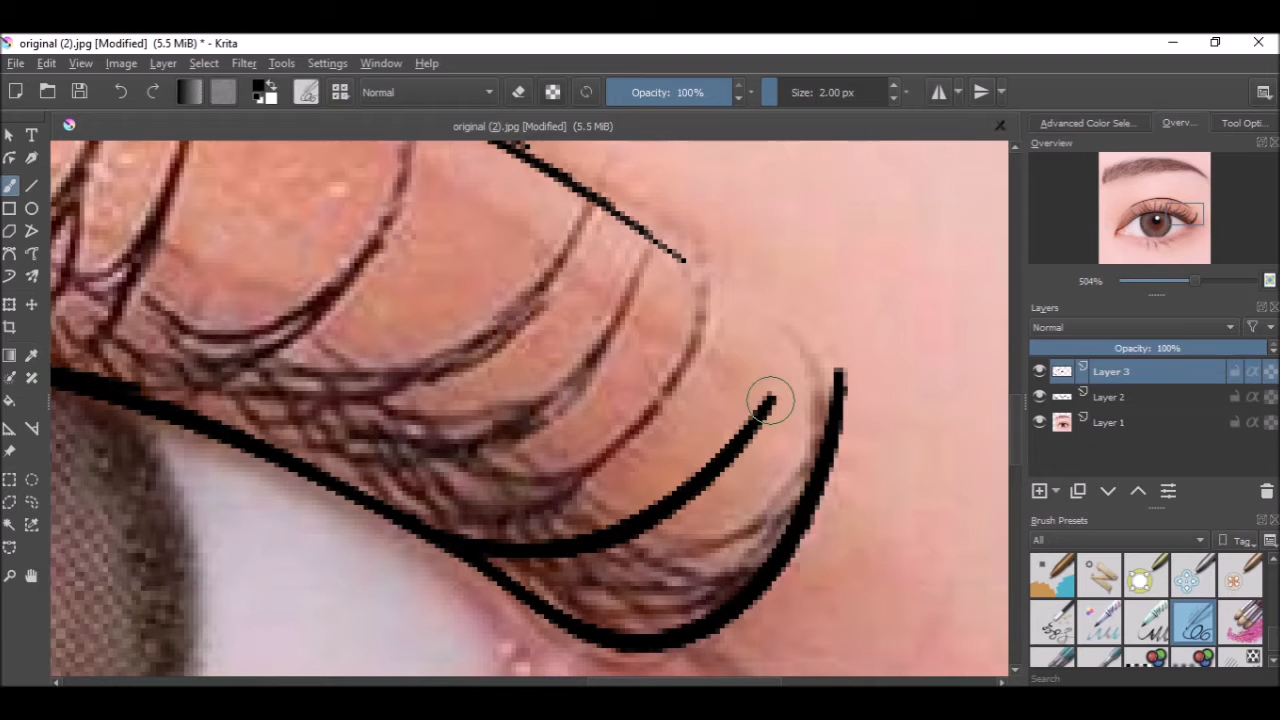 original (2).jpg [Modified] (5.5 MiB) * - Krita
File Edit View Image Layer Select Filter Tools Settings Window Help
Normal Opacity: 100% Size: 2.00 px
original (2).jpg [Modified] (5.5 MiB)
Advanced Color Sele... Overv... Tool Opti...
Overview
504%
Layers
Normal
Opacity: 100%
Layer 3
Layer 2
Layer 1
Brush Presets
All Tag
Search